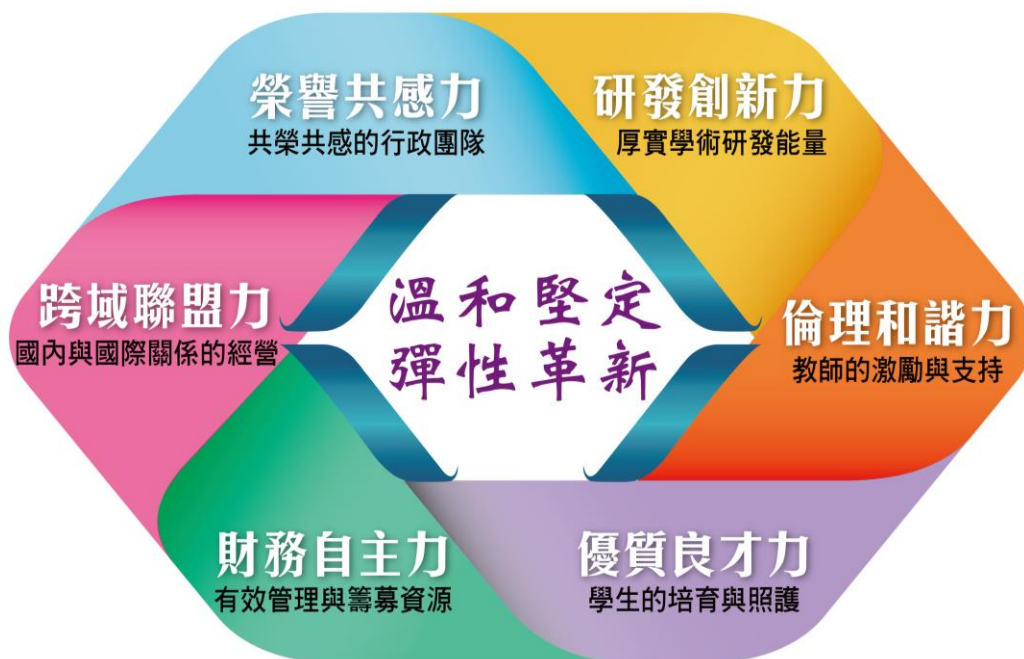 榮譽共感力
共榮共感的行政團隊
研發創新力
厚實學術研發能量
跨域聯盟力
國內與國際關係的經營
溫和堅定
彈性革新
倫理和諧力
教師的激勵與支持
財務自主力
有效管理與籌募資源
優質良才力
學生的培育與照護